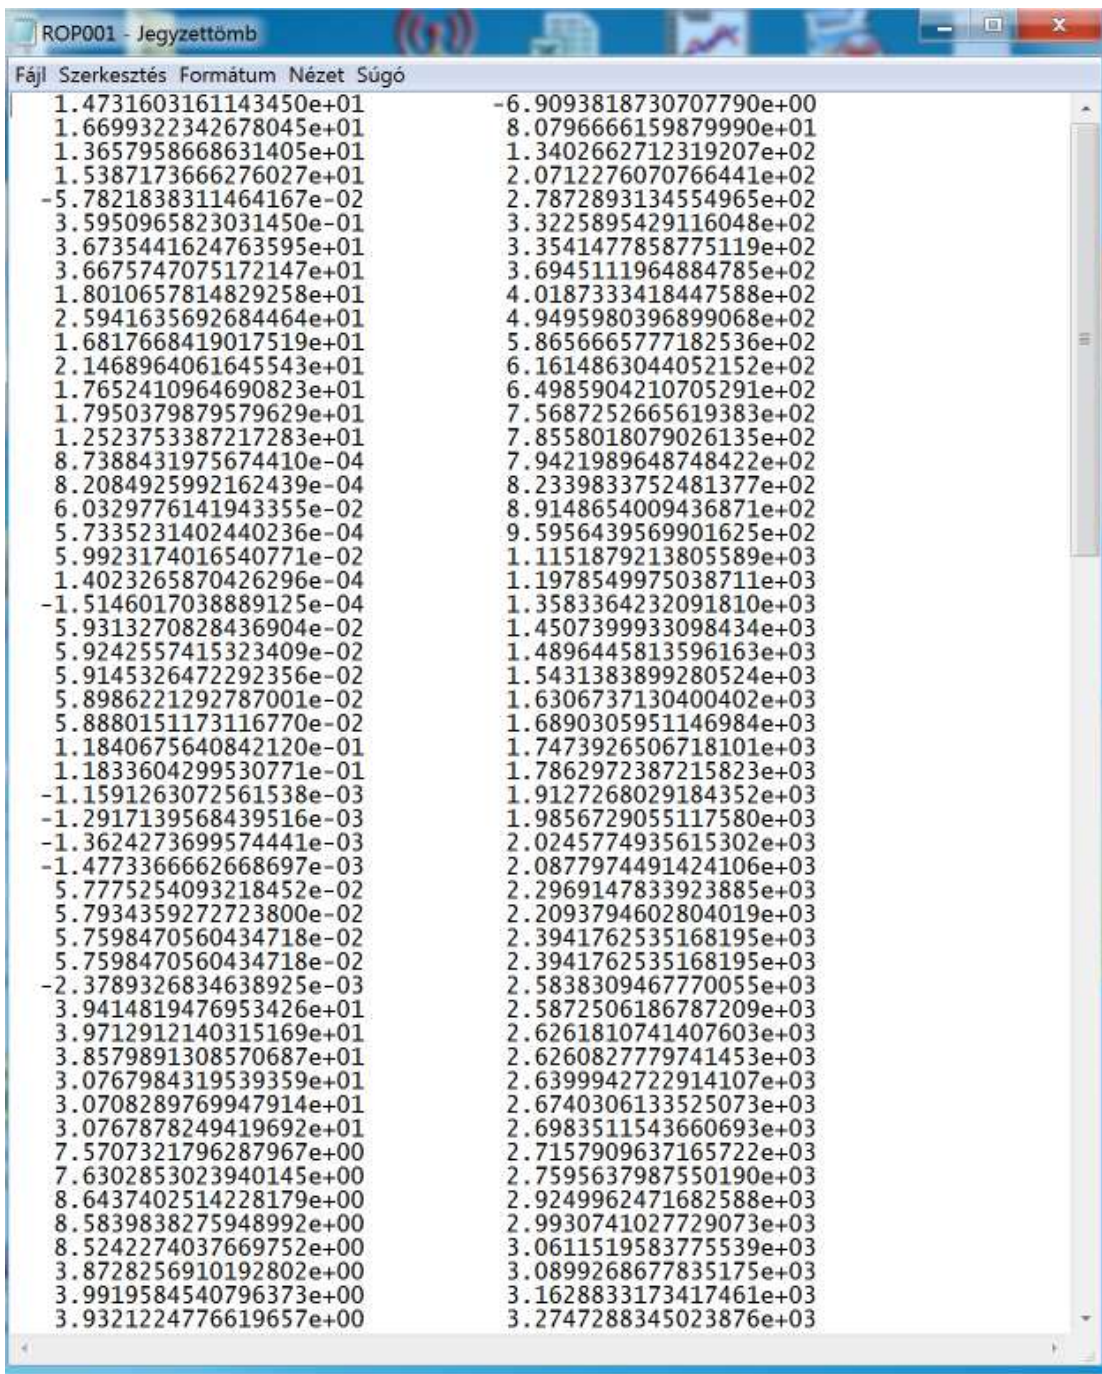 ROP001 - Jegyzettömb
Fájl Szerkesztés Formátum Nézet Súgó
1.4731603161143450e+01 -6.9093818730707790e+00
1.6699322342678045e+01 8.0796666159879990e+01
1.3657958668631405e+01 1.3402662712319207e+02
1.5387173666276027e+01 2.0712276070766441e+02
-5.7821838311464167e-02 2.7872893134554965e+02
3.5950965823031450e-01 3.3225895429116048e+02
3.6735441624763595e+01 3.3541477858775119e+02
3.6675747075172147e+01 3.6945111964884785e+02
1.8010657814829258e+01 4.0187333418447588e+02
2.5941635692684464e+01 4.9495980396899068e+02
1.6817668419017519e+01 5.8656665777182536e+02
2.1468964061645543e+01 6.1614863044052152e+02
1.7652410964690823e+01 6.4985904210705291e+02
1.7950379879579629e+01 7.5687252665619383e+02
1.2523753387217283e+01 7.8558018079026135e+02
8.7388431975674410e-04 7.9421989648748422e+02
8.2084925992162439e-04 8.2339833752481377e+02
6.0329776141943355e-02 8.9148654009436871e+02
5.7335231402440236e-04 9.5956439569901625e+02
5.9923174016540771e-02 1.1151879213805589e+03
1.4023265870426296e-04 1.1978549975038711e+03
-1.5146017038889125e-04 1.3583364232091810e+03
5.9313270828436904e-02 1.4507399933098434e+03
5.9242557415323409e-02 1.4896445813596163e+03
5.9145326472292356e-02 1.5431383899280524e+03
5.8986221292787001e-02 1.6306737130400402e+03
5.8880151173116770e-02 1.6890305951146984e+03
1.1840675640842120e-01 1.7473926506718101e+03
1.1833604299530771e-01 1.7862972387215823e+03
-1.1591263072561538e-03 1.9127268029184352e+03
-1.2917139568439516e-03 1.9856729055117580e+03
-1.3624273699574441e-03 2.0245774935615302e+03
-1.4773366662668697e-03 2.0877974491424106e+03
5.7775254093218452e-02 2.2969147833923885e+03
5.7934359272723800e-02 2.2093794602804019e+03
5.7598470560434718e-02 2.3941762535168195e+03
5.7598470560434718e-02 2.3941762535168195e+03
-2.3789326834638925e-03 2.5838309467770055e+03
3.9414819476953426e+01 2.5872506186787209e+03
3.9712912140315169e+01 2.6261810741407603e+03
3.8579891308570687e+01 2.6260827779741453e+03
3.0767984319539359e+01 2.6399942722914107e+03
3.0708289769947914e+01 2.6740306133525073e+03
3.0767878249419692e+01 2.6983511543660693e+03
7.5707321796287967e+00 2.7157909637165722e+03
7.6302853023940145e+00 2.7595637987550190e+03
8.6437402514228179e+00 2.9249962471682588e+03
8.5839838275948992e+00 2.9930741027729073e+03
8.5242274037669752e+00 3.0611519583775539e+03
3.8728256910192802e+00 3.0899268677835175e+03
3.9919584540796373e+00 3.1628833173417461e+03
3.9321224776619657e+00 3.2747288345023876e+03